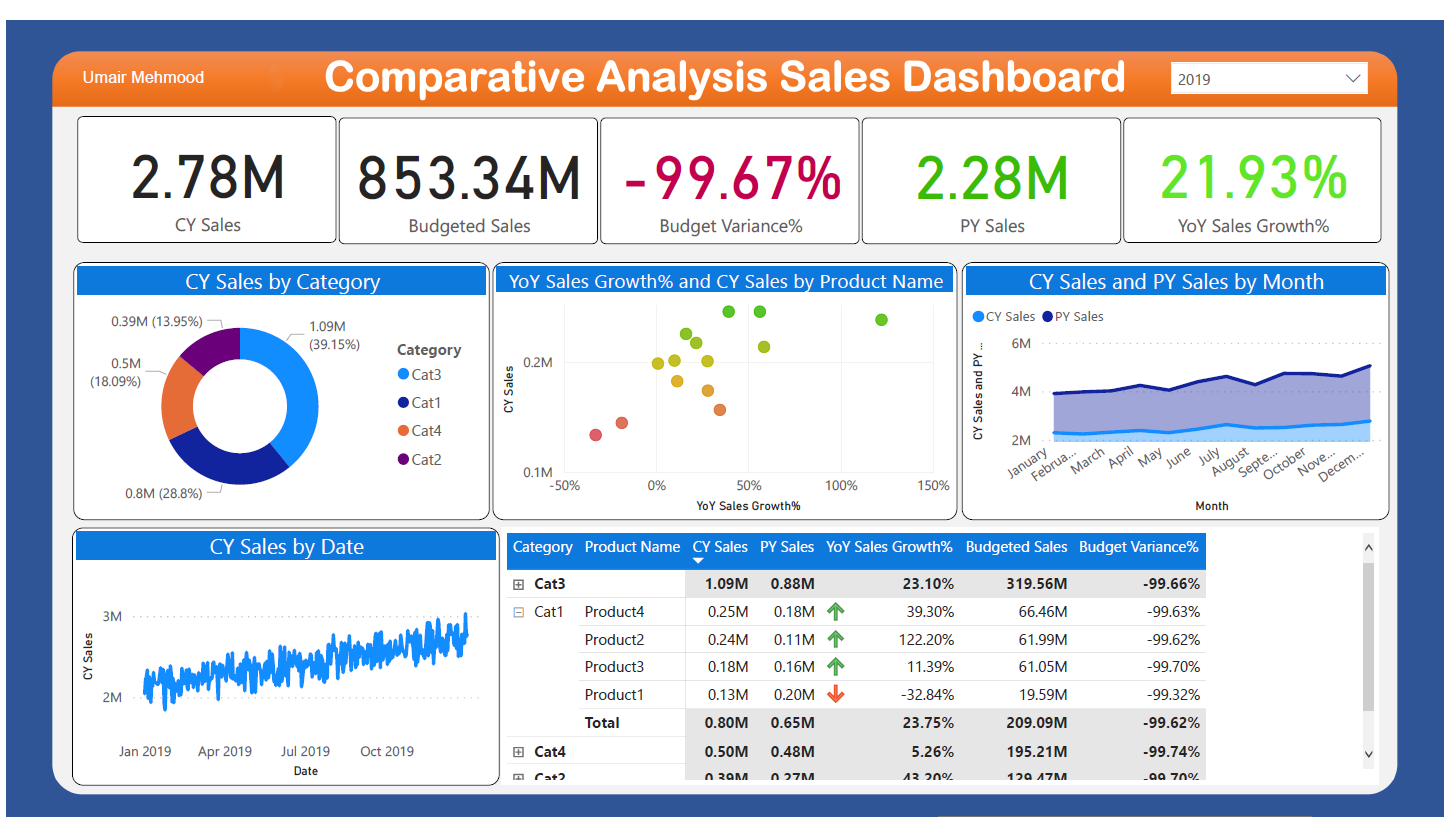 Umair Mehmood
Comparative Analysis Sales Dashboard
2019
2.78M
CY Sales
853.34M
Budgeted Sales
-99.67%
Budget Variance%
2.28M
PY Sales
21.93%
YoY Sales Growth%
CY Sales by Category
0.39M (13.95%)
1.09M
(39.15%)
0.5M
(18.09%)
0.8M (28.8%)
Category
Cat3
Cat1
Cat4
Cat2
YoY Sales Growth% and CY Sales by Product Name
CY Sales
0.2M
0.1M
-50% 0% 50% 100% 150%
YoY Sales Growth%
CY Sales and PY Sales by Month
CY Sales PY Sales
CY Sales and PY ...
6M
4M
2M
January Februa... March April May June July August Septe... October Nove... Decem...
Month
CY Sales by Date
CY Sales
3M
2M
Jan 2019 Apr 2019 Jul 2019 Oct 2019
Date
Category Product Name CY Sales PY Sales YoY Sales Growth% Budgeted Sales Budget Variance%
Cat3 1.09M 0.88M 23.10% 319.56M -99.66%
Cat1 Product4 0.25M 0.18M 39.30% 66.46M -99.63%
Product2 0.24M 0.11M 122.20% 61.99M -99.62%
Product3 0.18M 0.16M 11.39% 61.05M -99.70%
Product1 0.13M 0.20M -32.84% 19.59M -99.32%
Total 0.80M 0.65M 23.75% 209.09M -99.62%
Cat4 0.50M 0.48M 5.26% 195.21M -99.74%
Cat2 0.39M 0.27M 43.20% 129.47M -99.70%